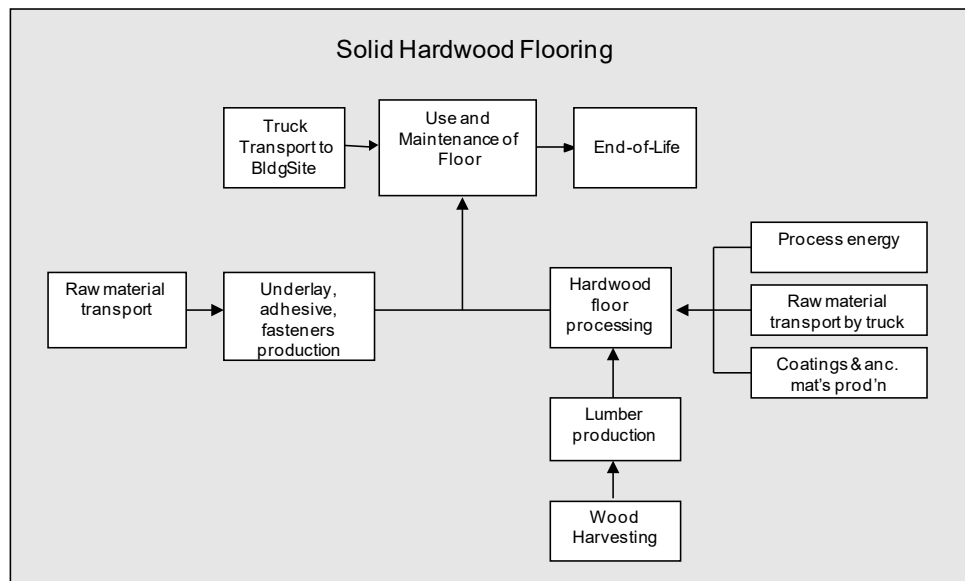 Solid Hardwood Flooring
Truck
Transport to
BldgSite
Use and
Maintenance of
Floor
End-of-Life
Raw material
transport
Underlay,
adhesive,
fasteners
production
Hardwood
floor
processing
Process energy
Raw material
transport by truck
Coatings & anc.
mat's prod'n
Lumber
production
Wood
Harvesting